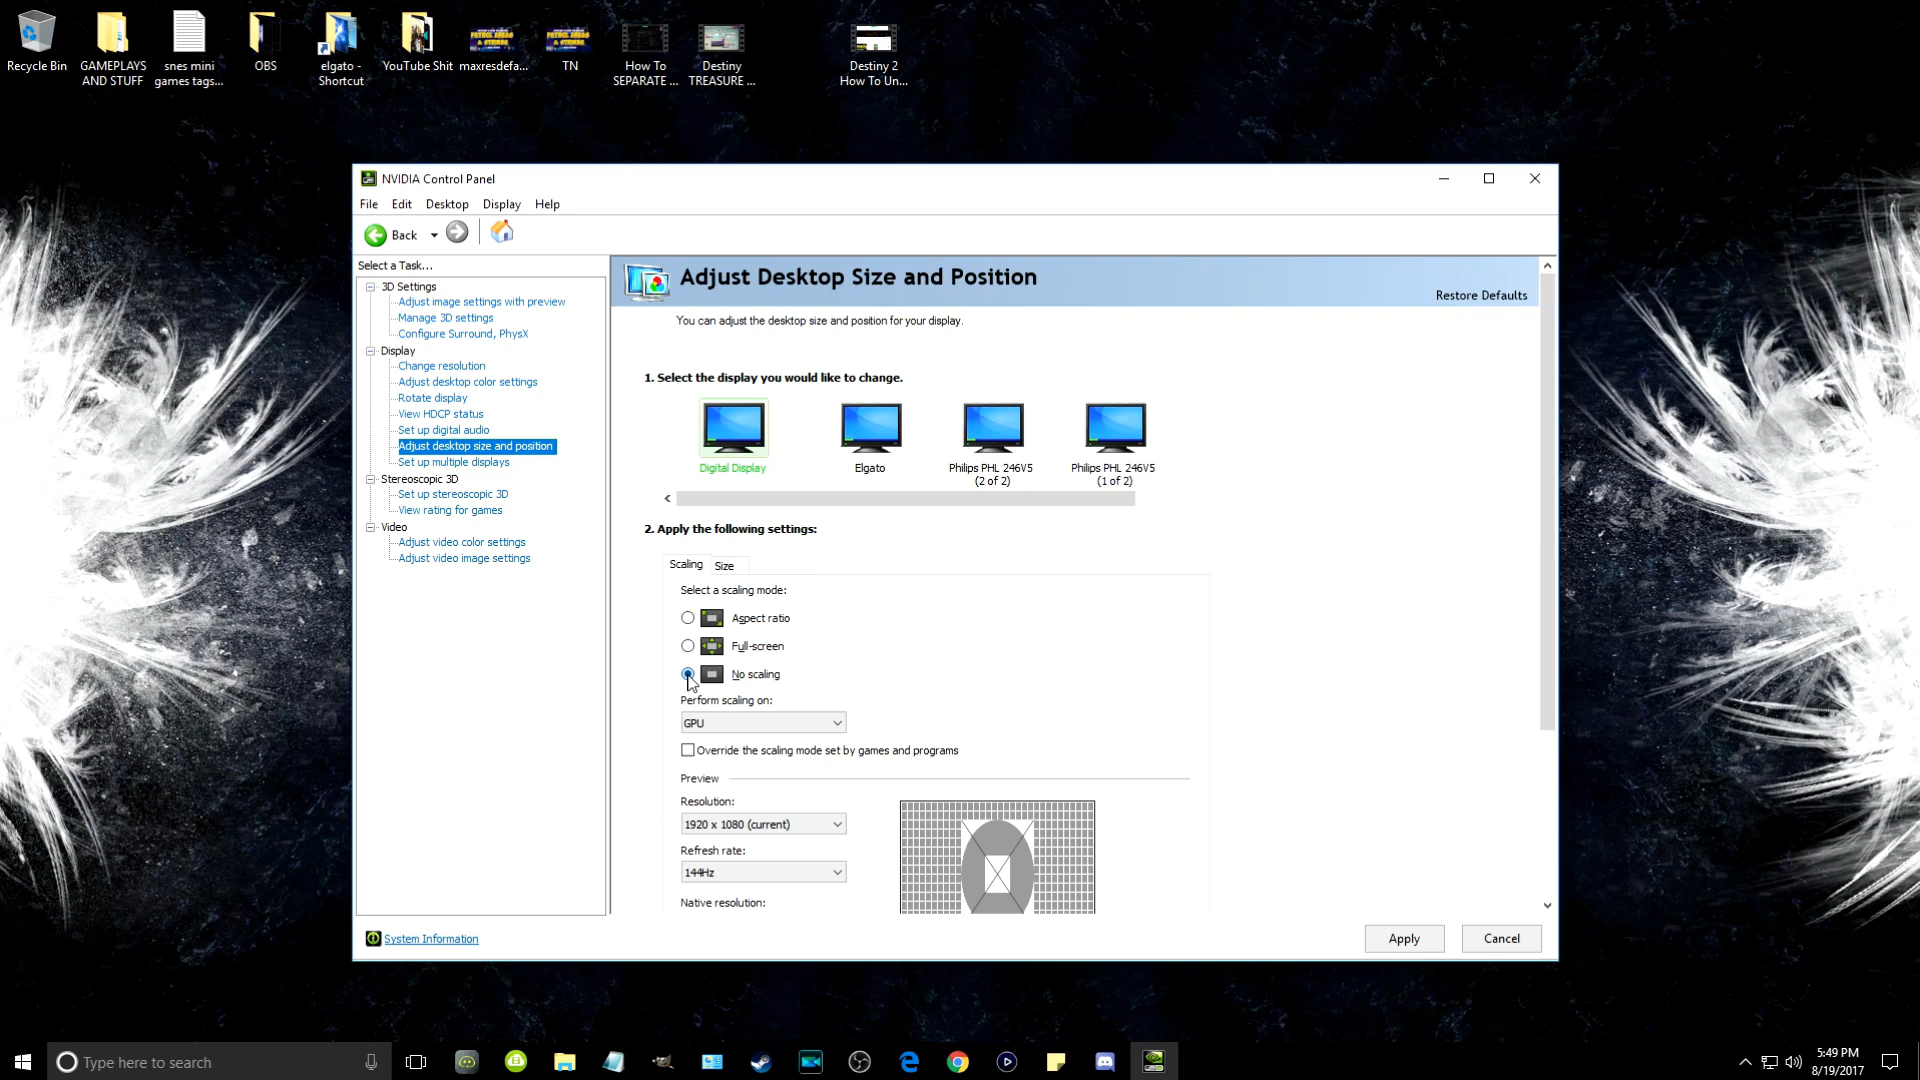 Recycle Bin
GAMEPLAYS
AND STUFF
snes mini
games tags...
OBS
elgato -
Shortcut
YouTube Shit
maxresdefa...
TN
How To
SEPARATE ...
Destiny
TREASURE ...
Destiny 2
How To Un...
NVIDIA Control Panel
File Edit Desktop Display Help
Back
Select a Task...
3D Settings
Adjust image settings with preview
Manage 3D settings
Configure Surround, PhysX
Display
Change resolution
Adjust desktop color settings
Rotate display
View HDCP status
Set up digital audio
Adjust desktop size and position
Set up multiple displays
Stereoscopic 3D
Set up stereoscopic 3D
View rating for games
Video
Adjust video color settings
Adjust video image settings
System Information
Adjust Desktop Size and Position
Restore Defaults
You can adjust the desktop size and position for your display.
1. Select the display you would like to change.
Digital Display
Elgato
Philips PHL 246V5
(2 of 2)
Philips PHL 246V5
(1 of 2)
2. Apply the following settings:
Scaling Size
Select a scaling mode:
Aspect ratio
Full-screen
No scaling
Perform scaling on:
GPU
Override the scaling mode set by games and programs
Preview
Resolution:
1920 x 1080 (current)
Refresh rate:
144Hz
Native resolution:
Apply Cancel
Type here to search
5:49 PM
8/19/2017